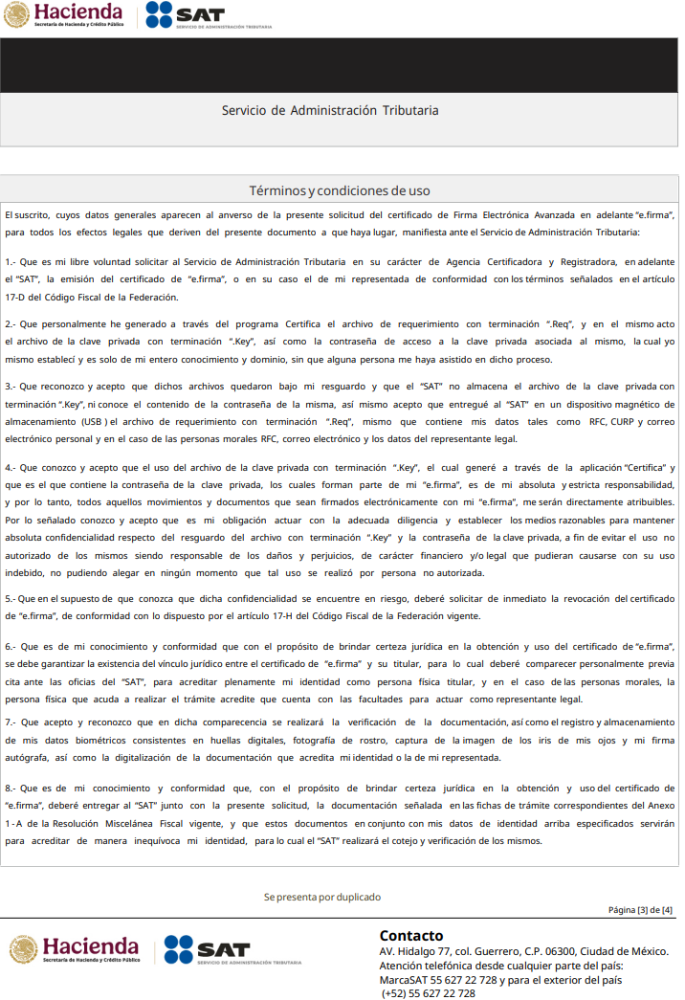 Hacienda
Secretaría de Hacienda y Crédito Público
SAT
SERVICIO DE ADMINISTRACIÓN TRIBUTARIA
Servicio de Administración Tributaria
Términos y condiciones de uso
El suscrito, cuyos datos generales aparecen al anverso de la presente solicitud del certificado de Firma Electrónica Avanzada en adelante “e.firma”,
para todos los efectos legales que deriven del presente documento a que haya lugar, manifiesta ante el Servicio de Administración Tributaria:
1.- Que es mi libre voluntad solicitar al Servicio de Administración Tributaria en su carácter de Agencia Certificadora y Registradora, en adelante
el “SAT”, la emisión del certificado de “e.firma”, o en su caso el de mi representada de conformidad con los términos señalados en el artículo
17-D del Código Fiscal de la Federación.
2.- Que personalmente he generado a través del programa Certifica el archivo de requerimiento con terminación “.Req”, y en el mismo acto
el archivo de la clave privada con terminación “.Key”, así como la contraseña de acceso a la clave privada asociada al mismo, la cual yo
mismo establecí y es solo de mi entero conocimiento y dominio, sin que alguna persona me haya asistido en dicho proceso.
3.- Que reconozco y acepto que dichos archivos quedaron bajo mi resguardo y que el “SAT” no almacena el archivo de la clave privada con
terminación “.Key”, ni conoce el contenido de la contraseña de la misma, así mismo acepto que entregué al “SAT” en un dispositivo magnético de
almacenamiento (USB ) el archivo de requerimiento con terminación “.Req”, mismo que contiene mis datos tales como RFC, CURP y correo
electrónico personal y en el caso de las personas morales RFC, correo electrónico y los datos del representante legal.
4.- Que conozco y acepto que el uso del archivo de la clave privada con terminación “.Key”, el cual generé a través de la aplicación “Certifica” y
que es el que contiene la contraseña de la clave privada, los cuales forman parte de mi “e.firma”, es de mi absoluta y estricta responsabilidad,
y por lo tanto, todos aquellos movimientos y documentos que sean firmados electrónicamente con mi “e.firma”, me serán directamente atribuibles.
Por lo señalado conozco y acepto que es mi obligación actuar con la adecuada diligencia y establecer los medios razonables para mantener
absoluta confidencialidad respecto del resguardo del archivo con terminación “.Key” y la contraseña de la clave privada, a fin de evitar el uso no
autorizado de los mismos siendo responsable de los daños y perjuicios, de carácter financiero y/o legal que pudieran causarse con su uso
indebido, no pudiendo alegar en ningún momento que tal uso se realizó por persona no autorizada.
5.- Que en el supuesto de que conozca que dicha confidencialidad se encuentre en riesgo, deberé solicitar de inmediato la revocación del certificado
de “e.firma”, de conformidad con lo dispuesto por el artículo 17-H del Código Fiscal de la Federación vigente.
6.- Que es de mi conocimiento y conformidad que con el propósito de brindar certeza jurídica en la obtención y uso del certificado de “e.firma”,
se debe garantizar la existencia del vínculo jurídico entre el certificado de “e.firma” y su titular, para lo cual deberé comparecer personalmente previa
cita ante las oficias del “SAT”, para acreditar plenamente mi identidad como persona física titular, y en el caso de las personas morales, la
persona física que acuda a realizar el trámite acredite que cuenta con las facultades para actuar como representante legal.
7.- Que acepto y reconozco que en dicha comparecencia se realizará la verificación de la documentación, así como el registro y almacenamiento
de mis datos biométricos consistentes en huellas digitales, fotografía de rostro, captura de la imagen de los iris de mis ojos y mi firma
autógrafa, así como la digitalización de la documentación que acredita mi identidad o la de mi representada.
8.- Que es de mi conocimiento y conformidad que, con el propósito de brindar certeza jurídica en la obtención y uso del certificado de
“e.firma”, deberé entregar al “SAT” junto con la presente solicitud, la documentación señalada en las fichas de trámite correspondientes del Anexo
1 - A de la Resolución Miscelánea Fiscal vigente, y que estos documentos en conjunto con mis datos de identidad arriba especificados servirán
para acreditar de manera inequívoca mi identidad, para lo cual el “SAT” realizará el cotejo y verificación de los mismos.
Se presenta por duplicado
Página [3] de [4]
Hacienda
Secretaría de Hacienda y Crédito Público
SAT
SERVICIO DE ADMINISTRACIÓN TRIBUTARIA
Contacto
AV. Hidalgo 77, col. Guerrero, C.P. 06300, Ciudad de México.
Atención telefónica desde cualquier parte del país:
MarcaSAT 55 627 22 728 y para el exterior del país
(+52) 55 627 22 728